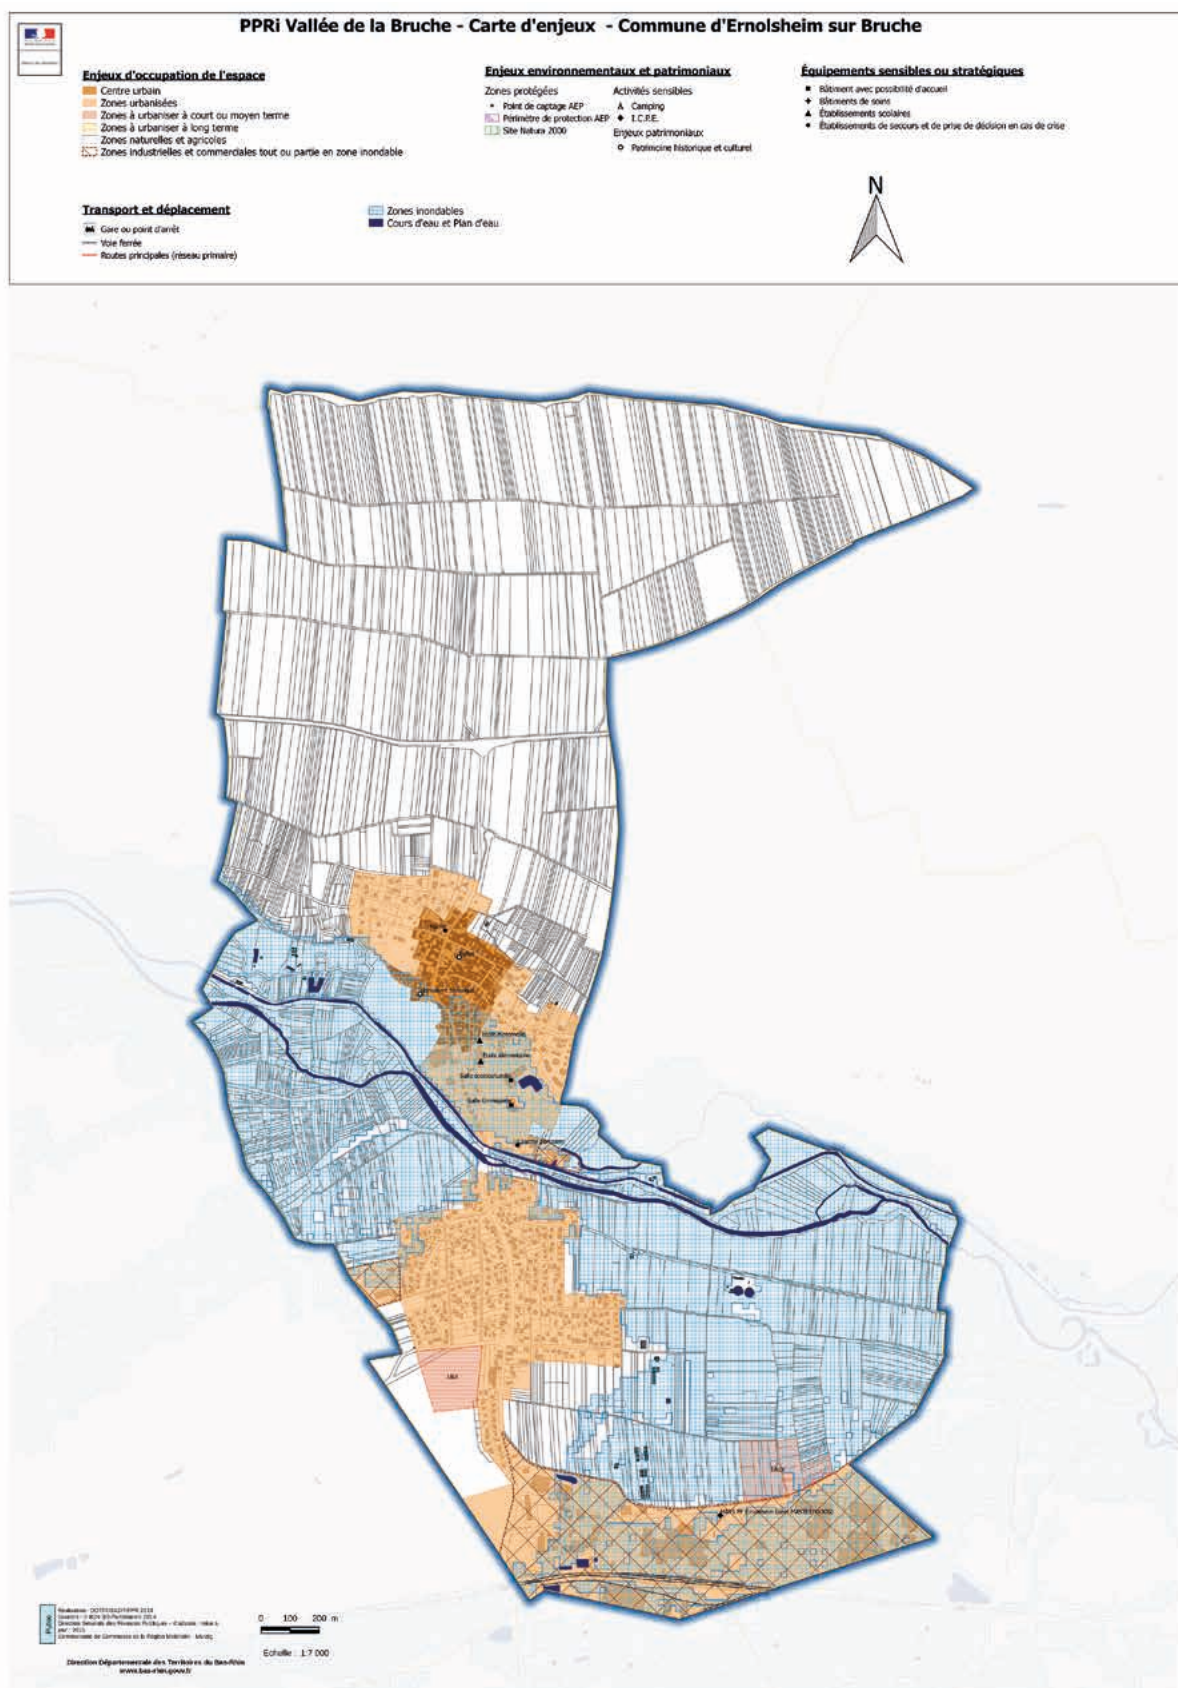 PPRi Vallée de la Bruche - Carte d'enjeux - Commune d'Ernolsheim sur Bruche
Enjeux d'occupation de l'espace
Centre urbain
Zones urbanisées
Zones à urbaniser à court ou moyen terme
Zones à urbaniser à long terme
Zones naturelles et agricoles
Zones industrielles et commerciales tout ou partie en zone inondable
Enjeux environnementaux et patrimoniaux
Zones protégées
Point de captage AEP
Périmètre de protection AEP
Site Natura 2000
Activités sensibles
Camping
I.C.P.E.
Enjeux patrimoniaux
Patrimoine historique et culturel
Équipements sensibles ou stratégiques
Bâtiment avec possibilité d'accueil
Bâtiments de soins
Établissements scolaires
Établissements de secours et de prise de décision en cas de crise
Transport et déplacement
Gare ou point d'arrêt
Voie ferrée
Routes principales (réseau primaire)
Zones inondables
Cours d'eau et Plan d'eau
N
0 100 200 m
Echelle : 1:7 000
Direction Départementale des Territoires du Bas-Rhin
www.bas-rhin.gouv.fr